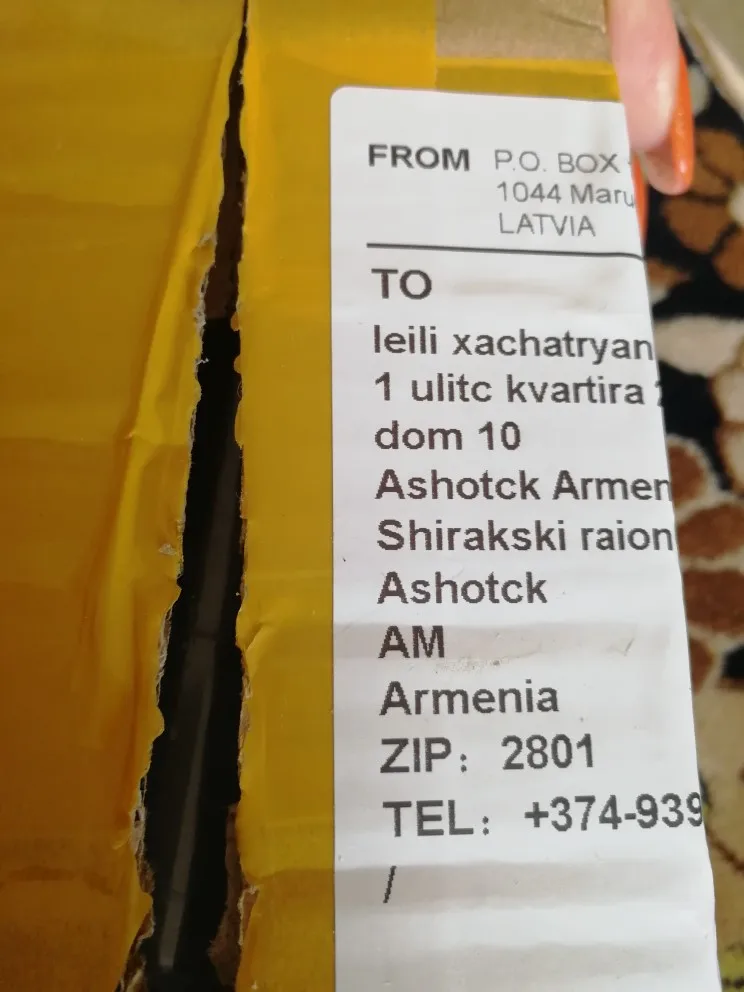 FROM P.O. BOX
1044 Maru
LATVIA
TO
leili xachatryan
1 ulitc kvartira
dom 10
Ashotck Armen
Shirakski raion
Ashotck
AM
Armenia
ZIP: 2801
TEL: +374-939
/